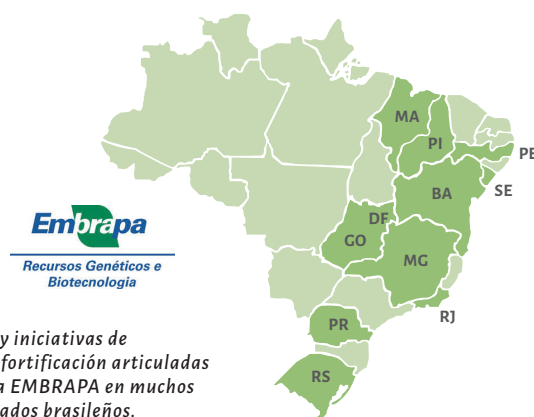 MA
PI
PE
BA
SE
DF
GO
MG
RJ
PR
RS
Embrapa
Recursos Genéticos e
Biotecnologia
y iniciativas de
fortificación articuladas
a EMBRAPA en muchos
ados brasileños.